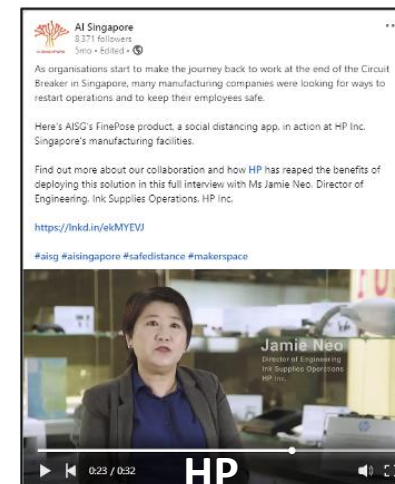 AI Singapore
8,371 followers
5mo • Edited •
As organisations start to make the journey back to work at the end of the Circuit
Breaker in Singapore, many manufacturing companies were looking for ways to
restart operations and to keep their employees safe.
Here's AISG's FinePose product, a social distancing app, in action at HP Inc.
Singapore's manufacturing facilities.
Find out more about our collaboration and how HP has reaped the benefits of
deploying this solution in this full interview with Ms Jamie Neo, Director of
Engineering, Ink Supplies Operations, HP Inc.
https://lnkd.in/ekMYEVJ
#aisg #aisingapore #safedistance #makerspace
Jamie Neo
Director of Engineering
Ink Supplies Operations
HP Inc.
0:23 / 0:32
HP